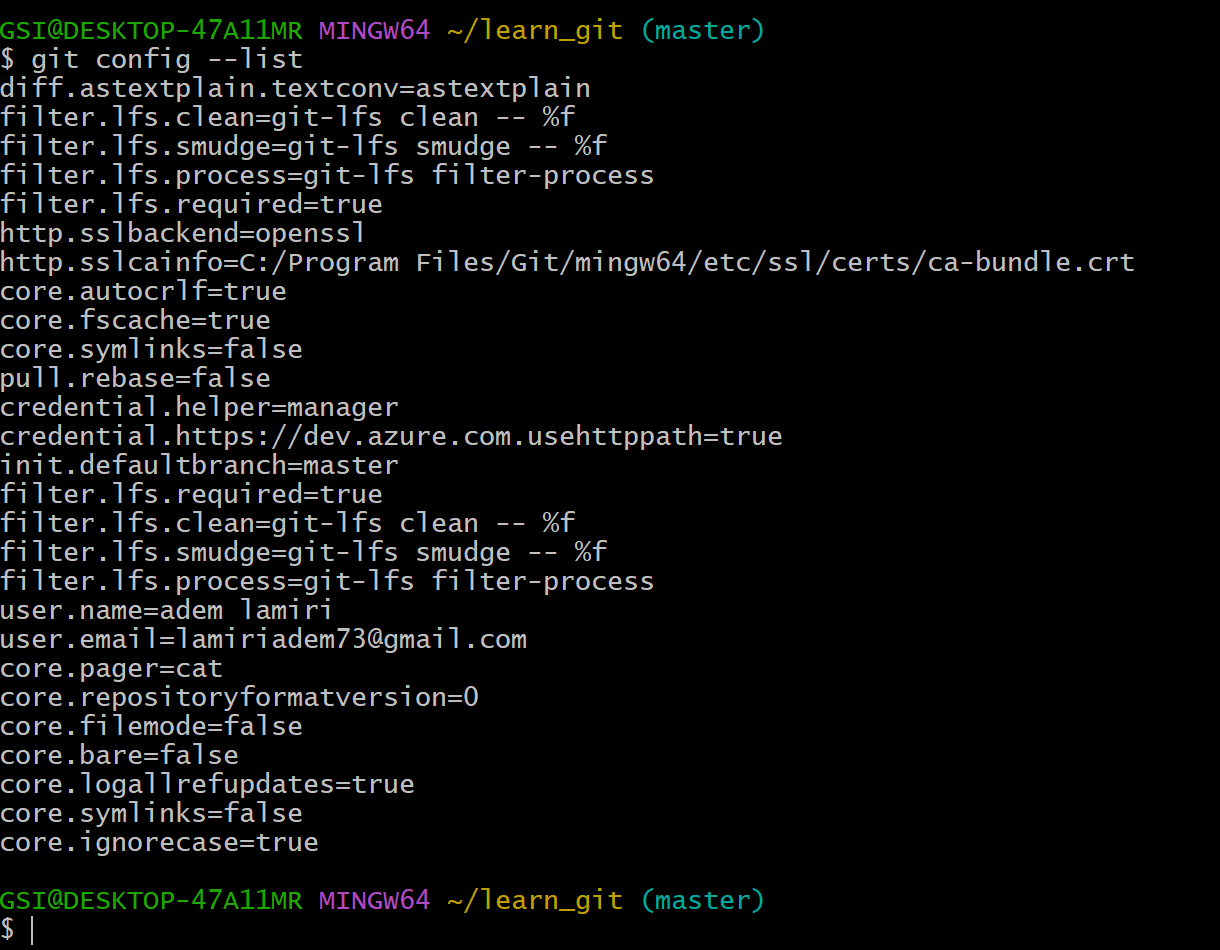 GSI@DESKTOP-47A11MR MINGW64 ~/learn_git (master)
$ git config --list
diff.astextplain.textconv=astextplain
filter.lfs.clean=git-lfs clean -- %f
filter.lfs.smudge=git-lfs smudge -- %f
filter.lfs.process=git-lfs filter-process
filter.lfs.required=true
http.sslbackend=openssl
http.sslcainfo=C:/Program Files/Git/mingw64/etc/ssl/certs/ca-bundle.crt
core.autocrlf=true
core.fscache=true
core.symlinks=false
pull.rebase=false
credential.helper=manager
credential.https://dev.azure.com.usehttppath=true
init.defaultbranch=master
filter.lfs.required=true
filter.lfs.clean=git-lfs clean -- %f
filter.lfs.smudge=git-lfs smudge -- %f
filter.lfs.process=git-lfs filter-process
user.name=adem lamiri
user.email=lamiriadem73@gmail.com
core.pager=cat
core.repositoryformatversion=0
core.filemode=false
core.bare=false
core.logallrefupdates=true
core.symlinks=false
core.ignorecase=true
GSI@DESKTOP-47A11MR MINGW64 ~/learn_git (master)
$